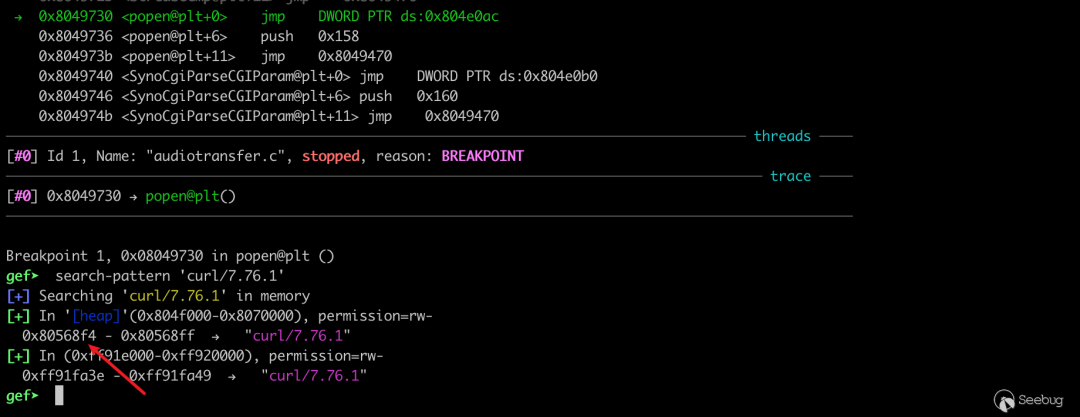 → 0x8049730 <popen@plt+0> jmp DWORD PTR ds:0x804e0ac
0x8049736 <popen@plt+6> push 0x158
0x804973b <popen@plt+11> jmp 0x8049470
0x8049740 <SynoCgiParseCGIParam@plt+0> jmp DWORD PTR ds:0x804e0b0
0x8049746 <SynoCgiParseCGIParam@plt+6> push 0x160
0x804974b <SynoCgiParseCGIParam@plt+11> jmp 0x8049470
threads
[#0] Id 1, Name: "audiotransfer.c", stopped, reason: BREAKPOINT
trace
[#0] 0x8049730 → popen@plt()
Breakpoint 1, 0x08049730 in popen@plt ()
gef➤ search-pattern 'curl/7.76.1'
[+] Searching 'curl/7.76.1' in memory
[+] In '[heap]'(0x804f000-0x8070000), permission=rw-
0x80568f4 - 0x80568ff → "curl/7.76.1"
[+] In (0xff91e000-0xff920000), permission=rw-
0xff91fa3e - 0xff91fa49 → "curl/7.76.1"
gef➤
Seebug